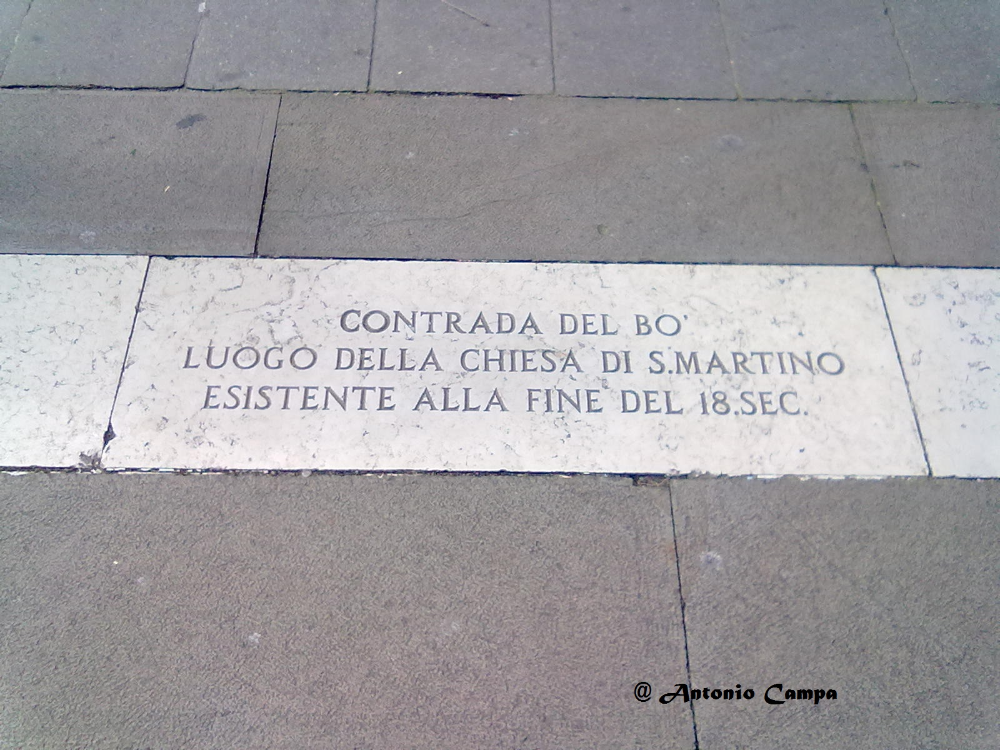 CONTRADA DEL BO'
LUOGO DELLA CHIESA DI S.MARTINO
ESISTENTE ALLA FINE DEL 18.SEC.
@ Antonio Campa